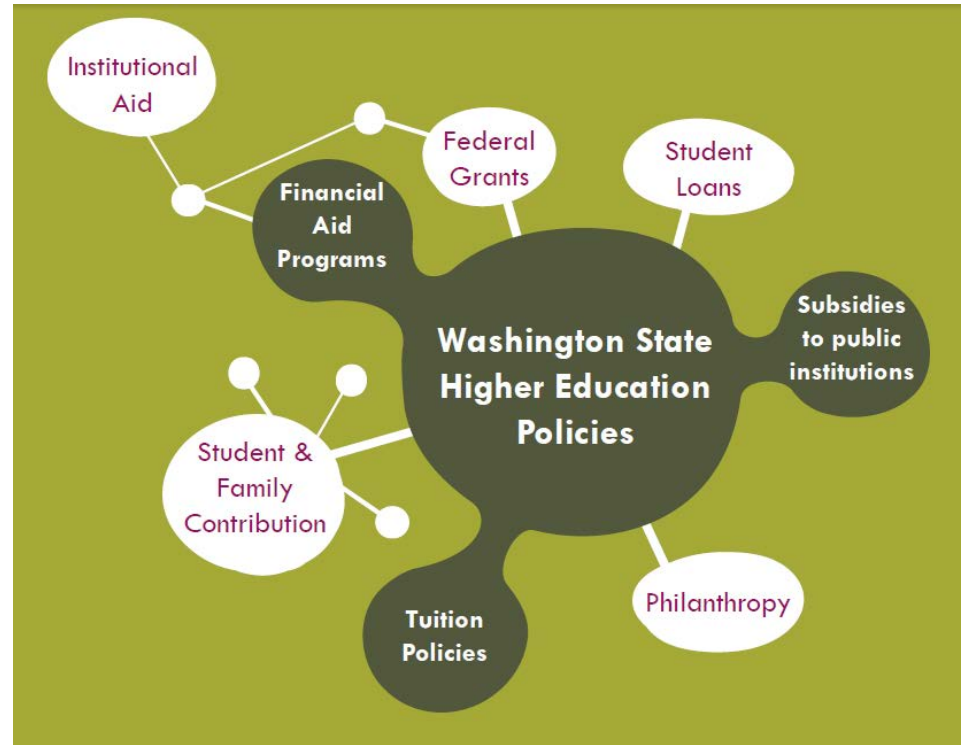 Institutional
Aid
Federal
Grants
Student
Loans
Financial
Aid
Programs
Subsidies
to public
institutions
Washington State
Higher Education
Policies
Student &
Family
Contribution
Tuition
Policies
Philanthropy